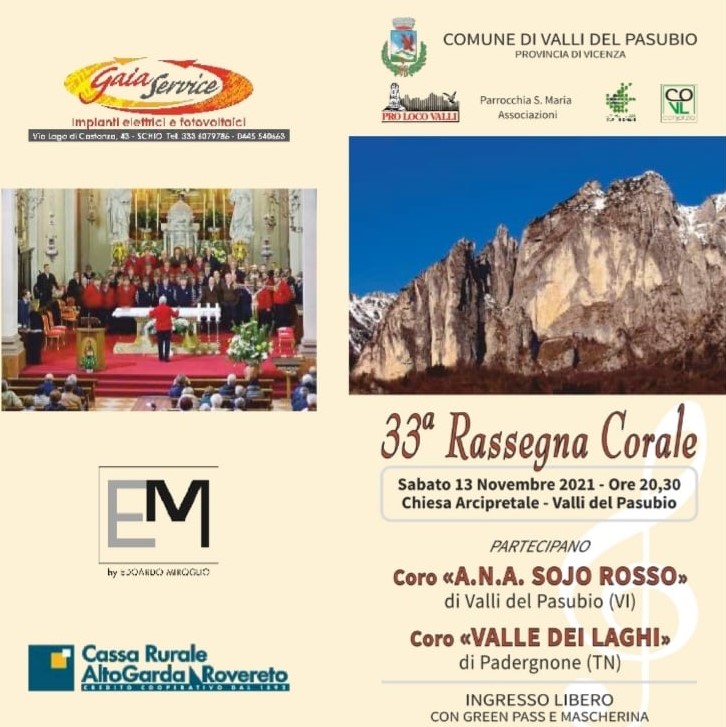 Gaia Service
Impianti elettrici e fotovoltaici
Via Lago di Costanza, 43 - SCHIO Tel. 333 6079786 - 0445 540663
EM
by EDOARDO MIROGLIO
Cassa Rurale
AltoGarda Rovereto
CREDITO COOPERATIVO DAL 1893
COMUNE DI VALLI DEL PASUBIO
PROVINCIA DI VICENZA
PRO LOCO VALLI
Parrocchia S. Maria
Associazioni
COVL
consorzio
33ª Rassegna Corale
Sabato 13 Novembre 2021 - Ore 20,30
Chiesa Arcipretale - Valli del Pasubio
PARTECIPANO
Coro «A.N.A. SOJO ROSSO»
di Valli del Pasubio (VI)
Coro «VALLE DEI LAGHI»
di Padergnone (TN)
INGRESSO LIBERO
CON GREEN PASS E MASCHERINA